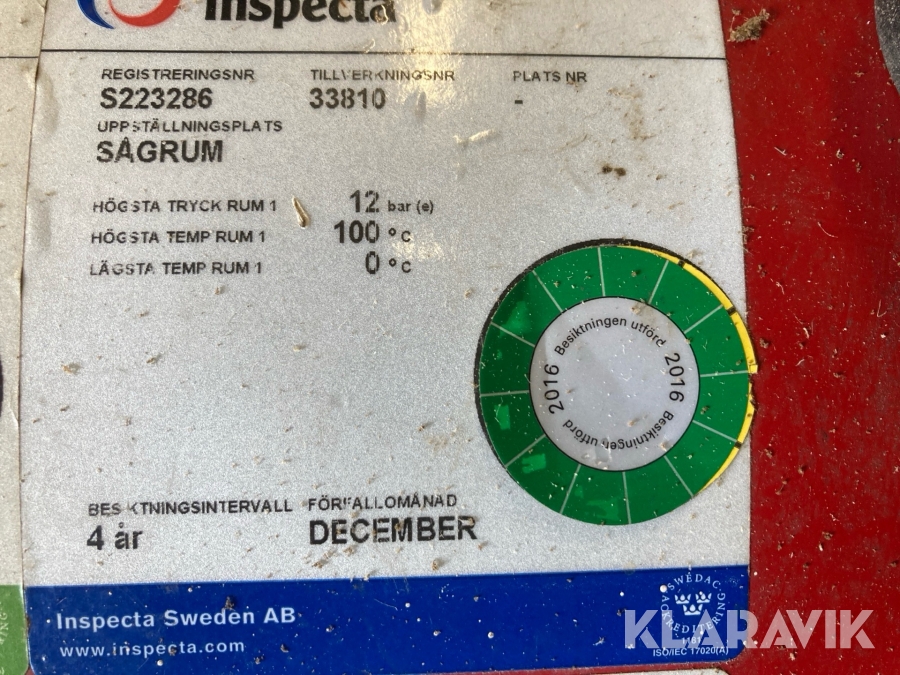 inspecta
REGISTRERINGSNR TILLVERKNINGSNR PLATS NR
S223286 33810 -
UPPSTÄLLNINGSPLATS
SÅGRUM
HÖGSTA TRYCK RUM 1 12 bar (e)
HÖGSTA TEMP RUM 1 100 °C
LÄGSTA TEMP RUM 1 0 °C
Besiktningen utförd 2016
Besiktningen utförd 2016
BESIKTNINGSINTERVALL FÖRFALLOMÅNAD
4 år DECEMBER
Inspecta Sweden AB
www.inspecta.com
SWEDAC
ACKREDITERING
ISO/IEC 17020(A)
KLARAVIK